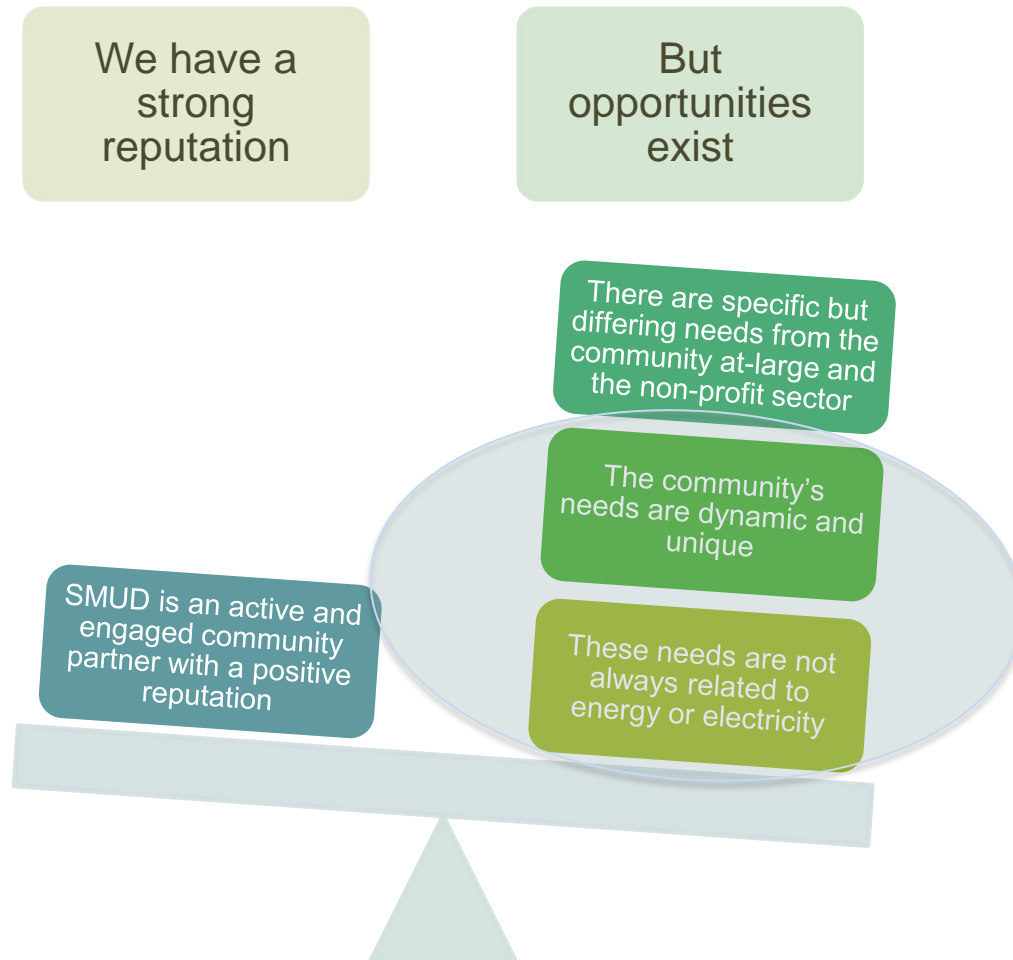 We have a
strong
reputation
But
opportunities
exist
There are specific but
differing needs from the
community at-large and
the non-profit sector
The community’s
needs are dynamic and
unique
These needs are not
always related to
energy or electricity
SMUD is an active and
engaged community
partner with a positive
reputation